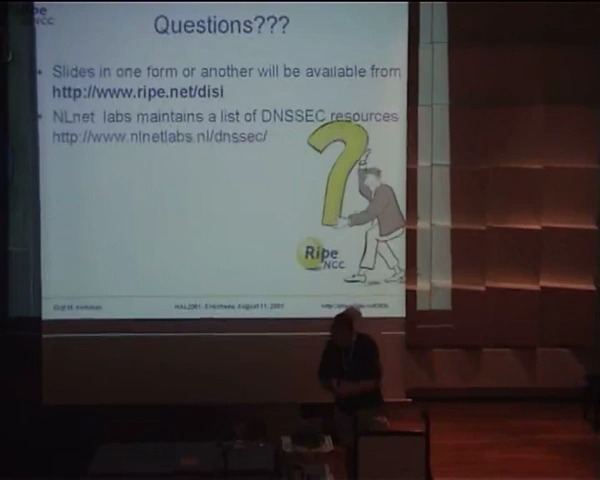 Questions???
Slides in one form or another will be available from
http://www.ripe.net/disi
NLnet labs maintains a list of DNSSEC resources
http://www.nlnetlabs.nl/dnssec/
Ripe
NCC